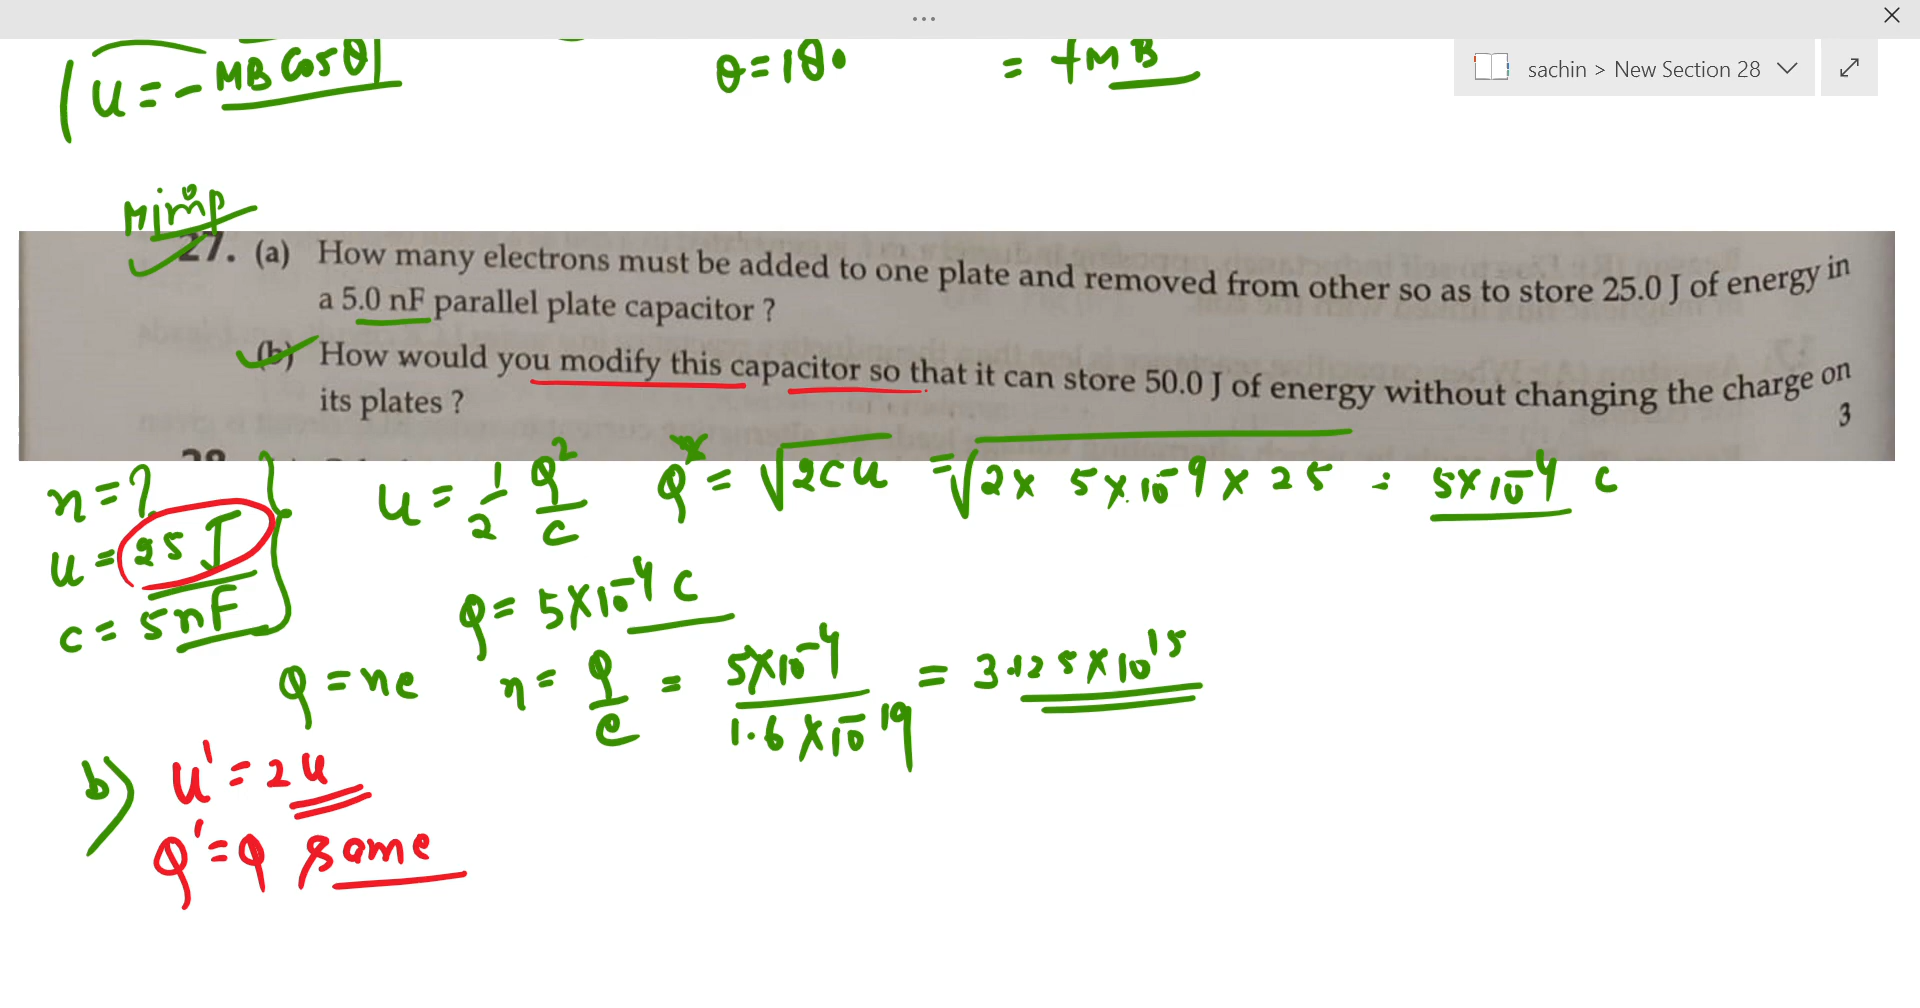 sachin > New Section 28
U = - MB Cosθ θ = 180 = +MB
M.imp
27. (a) How many electrons must be added to one plate and removed from other so as to store 25.0 J of energy in
a 5.0 nF parallel plate capacitor ?
(b) How would you modify this capacitor so that it can store 50.0 J of energy without changing the charge on
its plates ?
3
n = ? U = 1/2 Q²/C Q = √2CU = √2 × 5×10⁻⁹ × 25 = 5×10⁻⁴ C
U = 25 J
C = 5nF Q = 5×10⁻⁴ C
Q = ne n = Q/e = 5×10⁻⁴/1.6×10⁻¹⁹ = 3.125×10¹⁵
b) U' = 2U
Q' = Q same